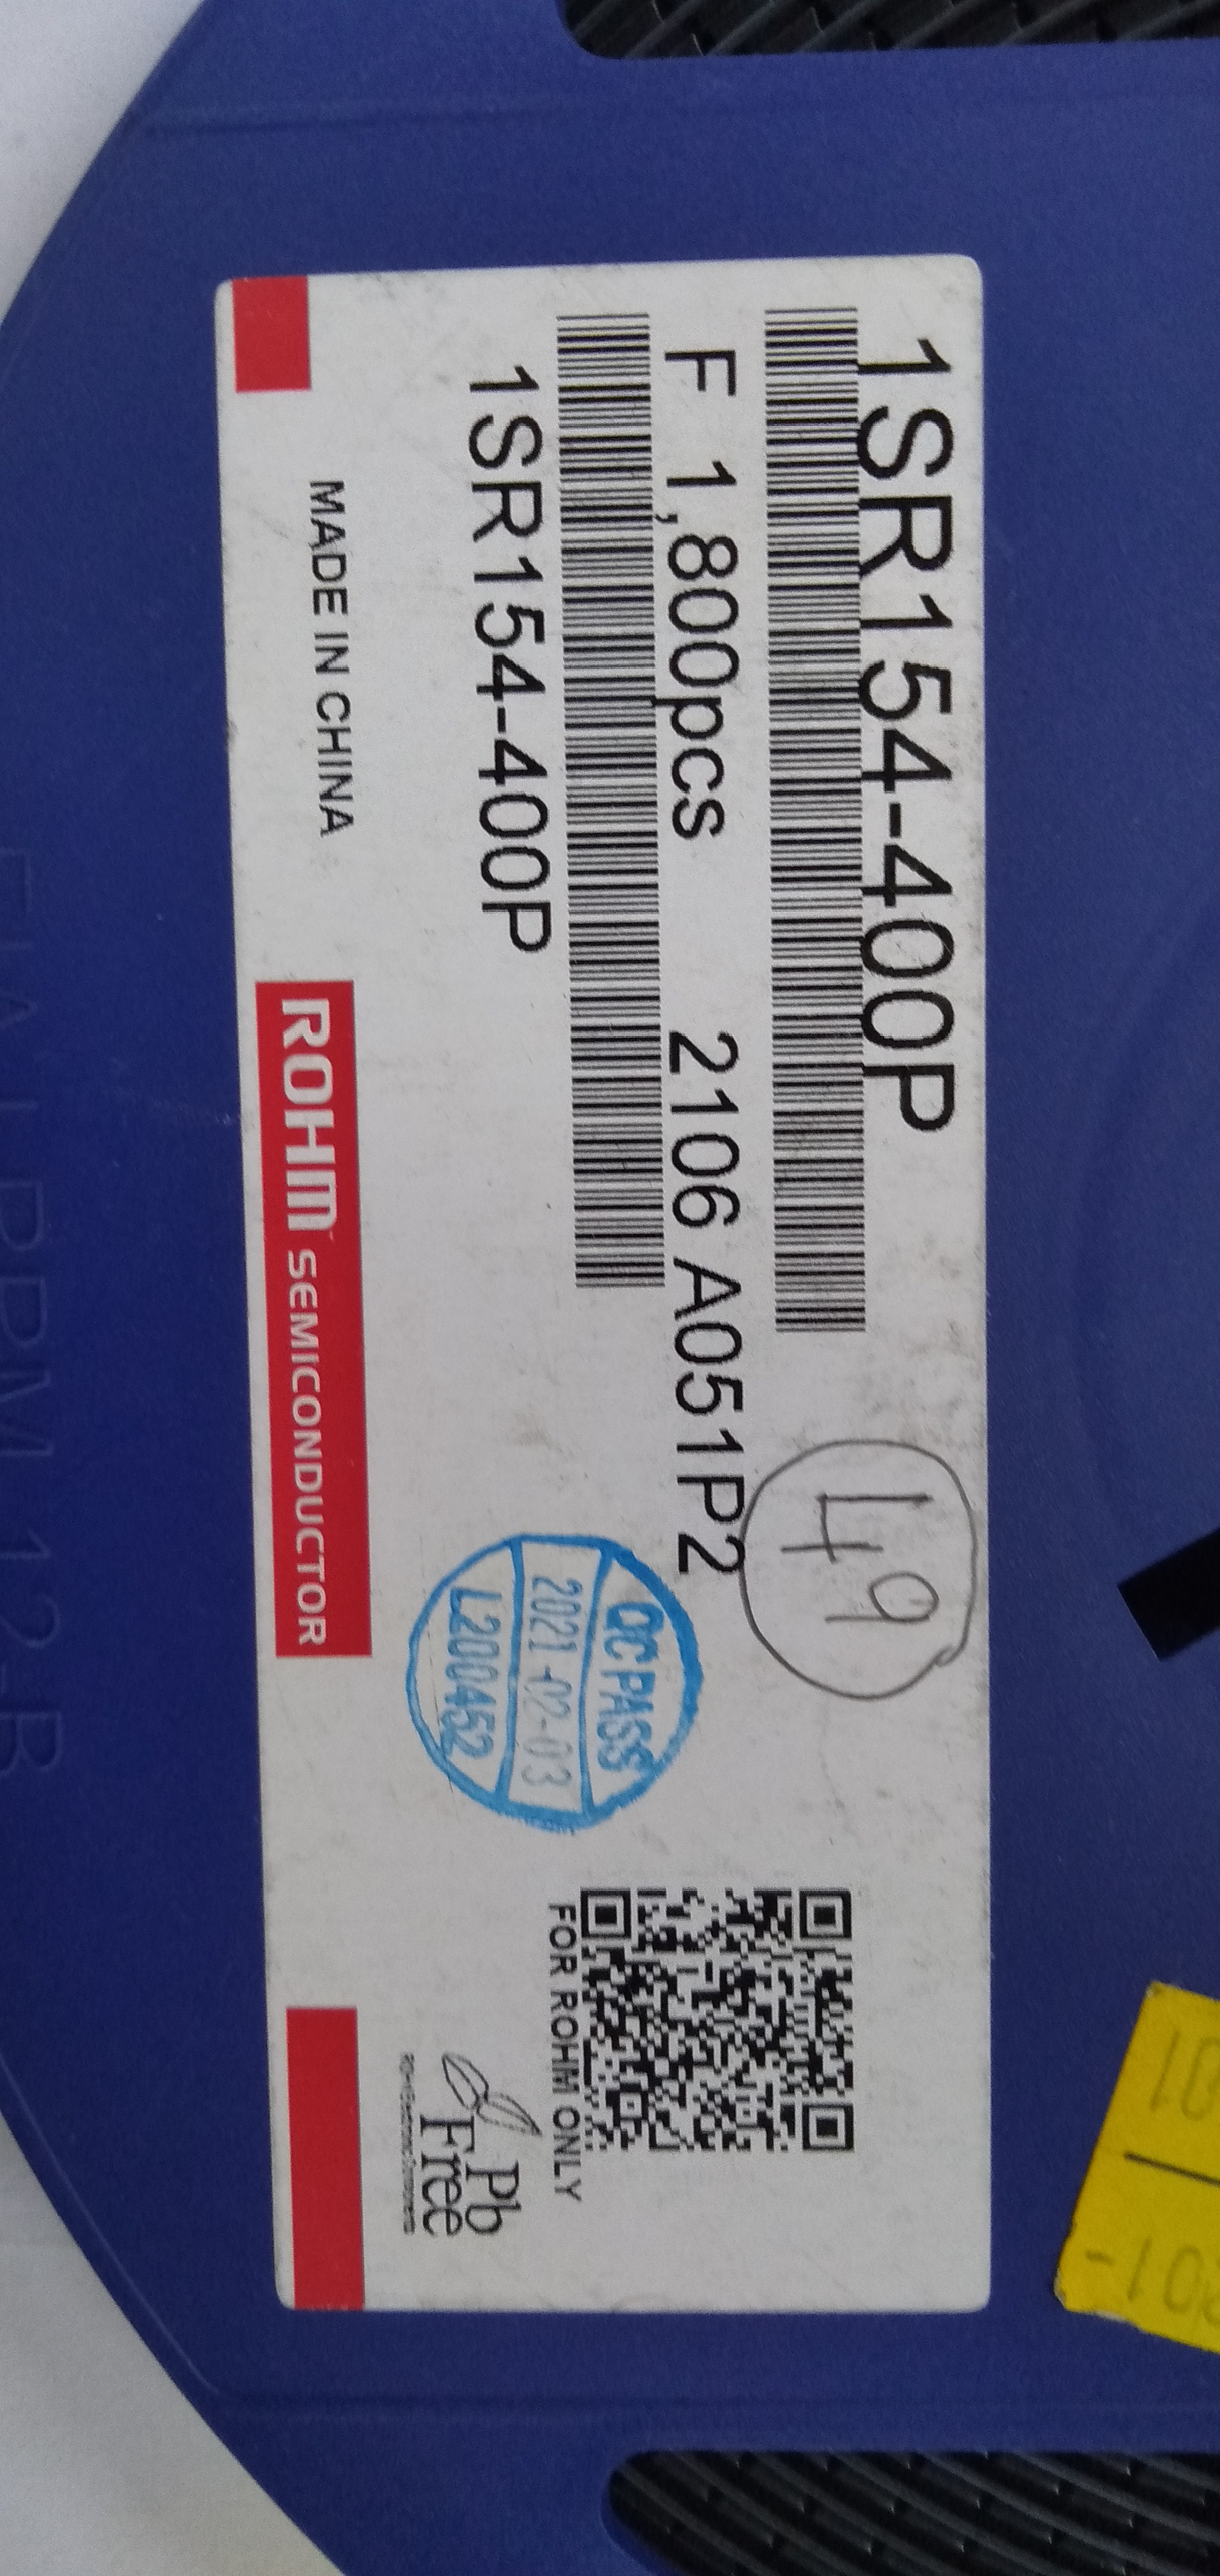 1SR154-400P
49
F 1,800pcs 2106 A051P2
1SR154-400P
QC PASS
2021-02-03
L200452
FOR ROHM ONLY
Pb
Free
MADE IN CHINA
ROHM SEMICONDUCTOR